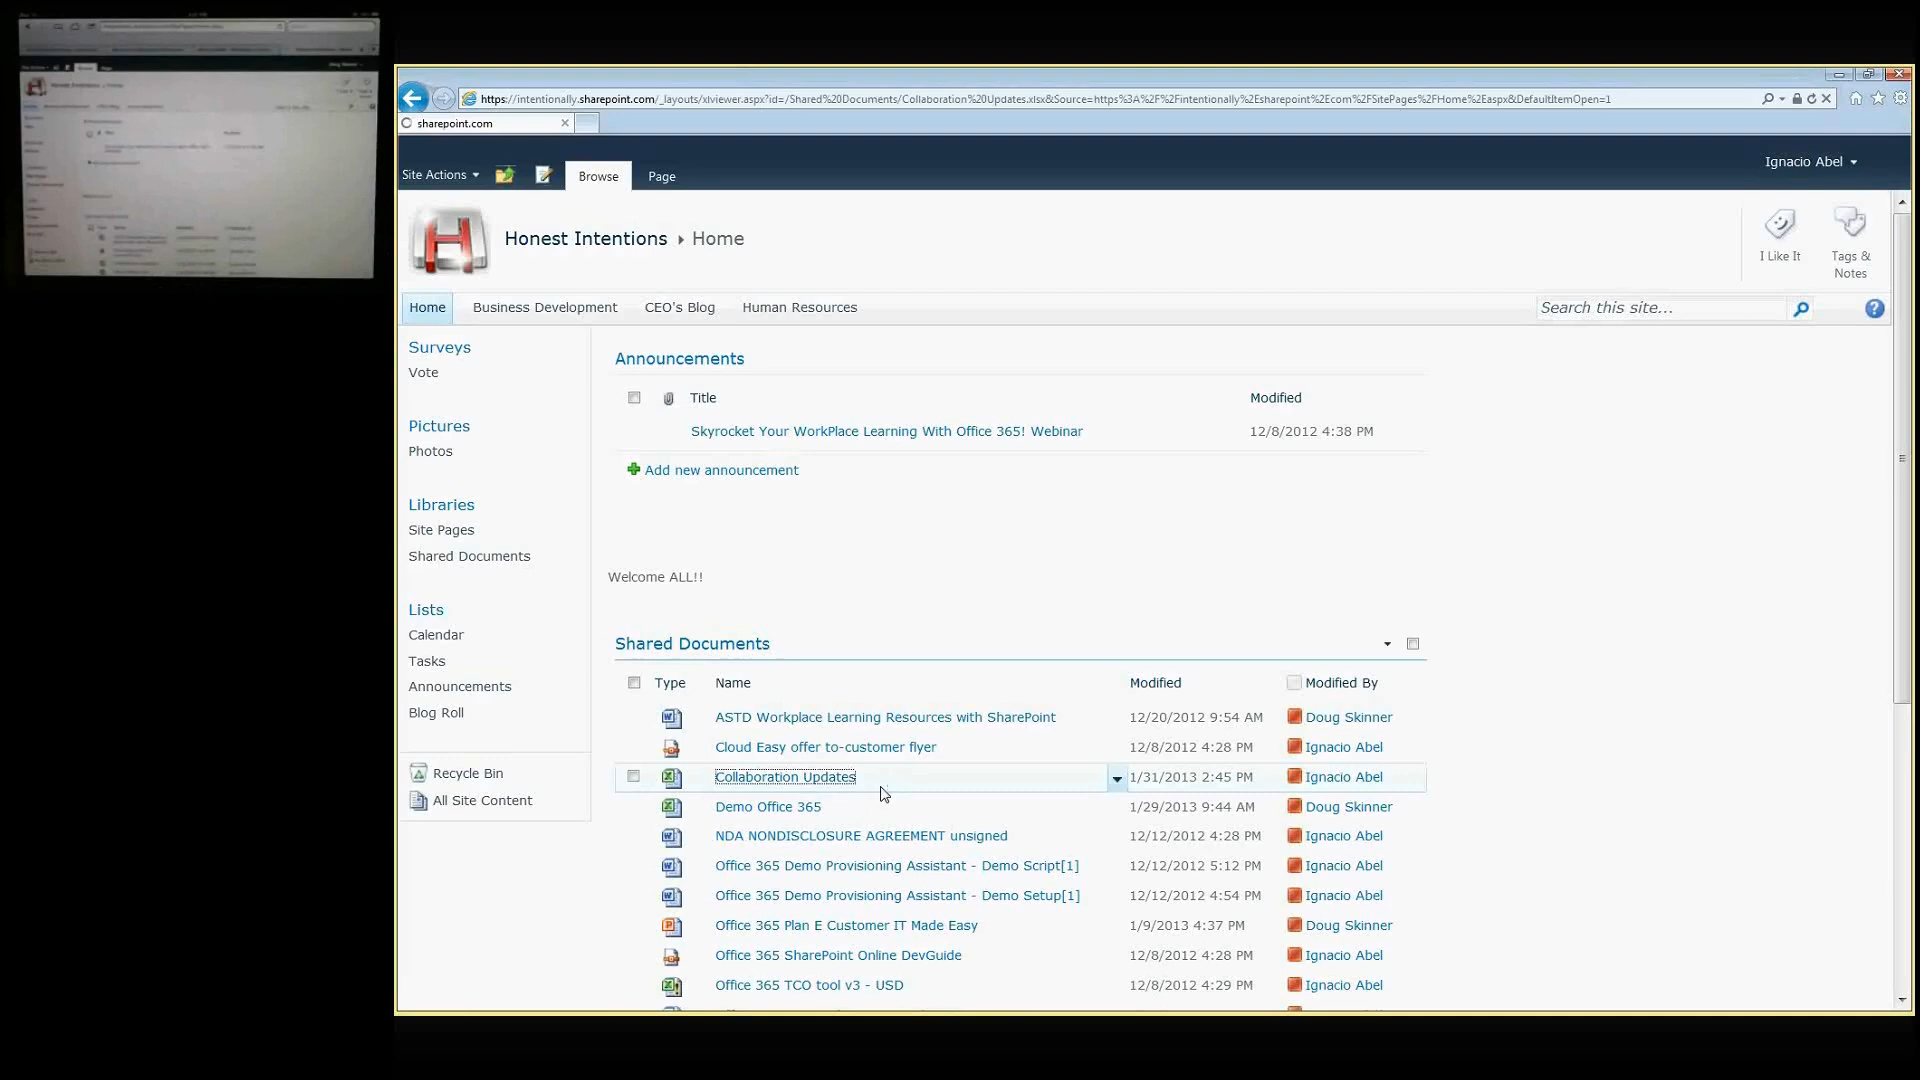 https://intentionally.sharepoint.com/_layouts/xlviewer.aspx?id=/Shared%20Documents/Collaboration%20Updates.xlsx&Source=https%3A%2F%2Fintentionally%2Esharepoint%2Ecom%2FSitePages%2FHome%2Easpx&DefaultItemOpen=1
sharepoint.com
Site Actions
Browse
Page
Ignacio Abel
Honest Intentions
Home
I Like It
Tags &
Notes
Home
Business Development
CEO's Blog
Human Resources
Search this site...
Surveys
Vote
Pictures
Photos
Libraries
Site Pages
Shared Documents
Lists
Calendar
Tasks
Announcements
Blog Roll
Recycle Bin
All Site Content
Announcements
Title Modified
Skyrocket Your WorkPlace Learning With Office 365! Webinar 12/8/2012 4:38 PM
Add new announcement
Welcome ALL!!
Shared Documents
Type Name Modified Modified By
ASTD Workplace Learning Resources with SharePoint 12/20/2012 9:54 AM Doug Skinner
Cloud Easy offer to-customer flyer 12/8/2012 4:28 PM Ignacio Abel
Collaboration Updates 1/31/2013 2:45 PM Ignacio Abel
Demo Office 365 1/29/2013 9:44 AM Doug Skinner
NDA NONDISCLOSURE AGREEMENT unsigned 12/12/2012 4:28 PM Ignacio Abel
Office 365 Demo Provisioning Assistant - Demo Script[1] 12/12/2012 5:12 PM Ignacio Abel
Office 365 Demo Provisioning Assistant - Demo Setup[1] 12/12/2012 4:54 PM Ignacio Abel
Office 365 Plan E Customer IT Made Easy 1/9/2013 4:37 PM Doug Skinner
Office 365 SharePoint Online DevGuide 12/8/2012 4:28 PM Ignacio Abel
Office 365 TCO tool v3 - USD 12/8/2012 4:29 PM Ignacio Abel